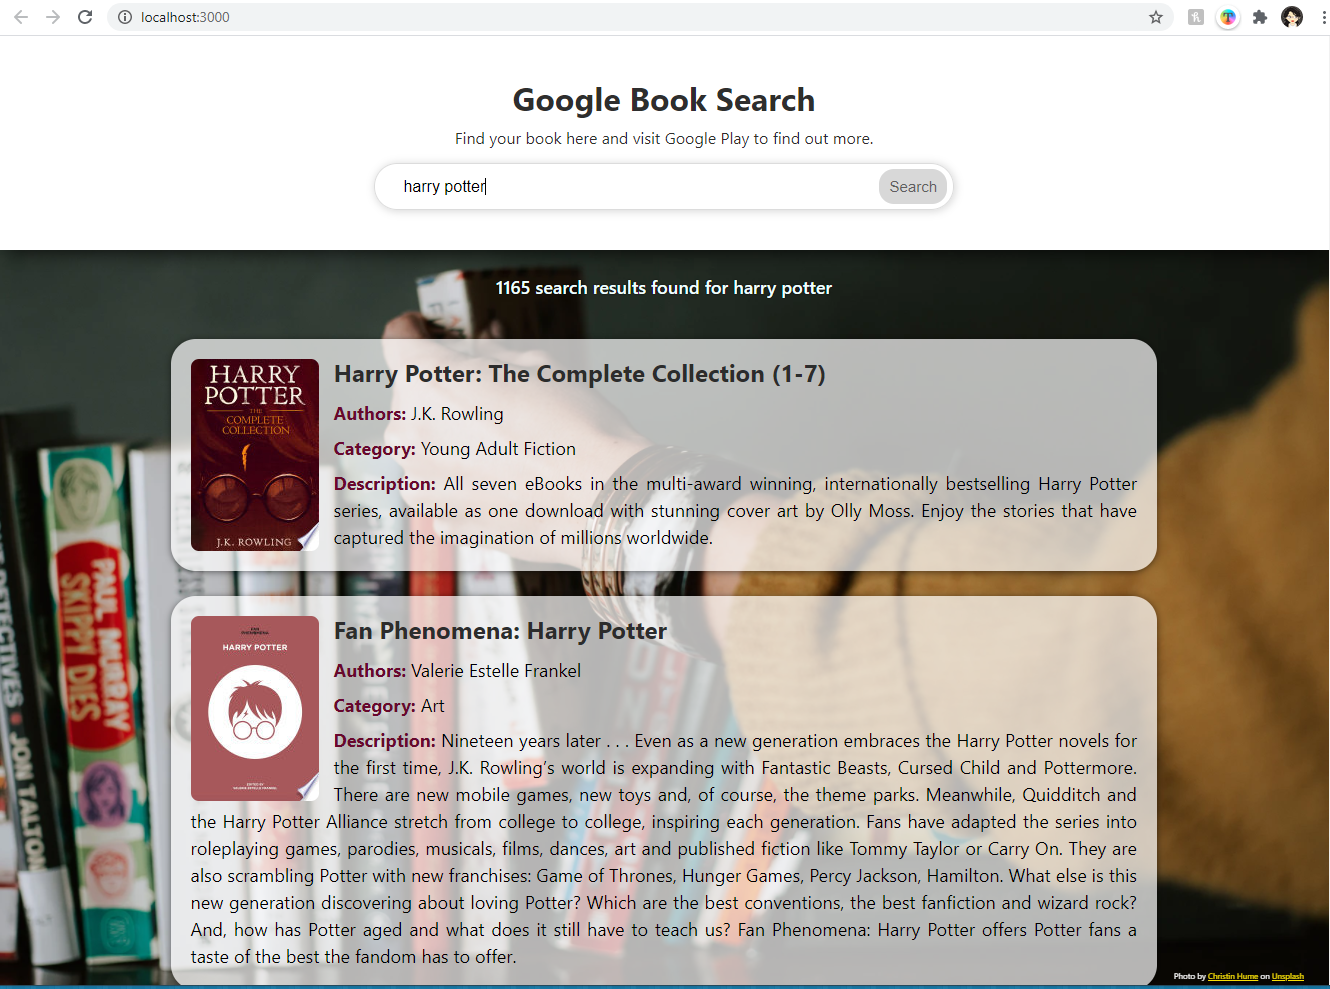 localhost:3000
Google Book Search
Find your book here and visit Google Play to find out more.
harry potter
Search
1165 search results found for harry potter
HARRY
POTTER
THE
COMPLETE
COLLECTION
J.K. ROWLING
Harry Potter: The Complete Collection (1-7)
Authors: J.K. Rowling
Category: Young Adult Fiction
Description: All seven eBooks in the multi-award winning, internationally bestselling Harry Potter
series, available as one download with stunning cover art by Olly Moss. Enjoy the stories that have
captured the imagination of millions worldwide.
PAUL MURRAY
SKIPPY DIES
JON TALTON
FAN
PHENOMENA
HARRY POTTER
EDITED BY
VALERIE ESTELLE FRANKEL
Fan Phenomena: Harry Potter
Authors: Valerie Estelle Frankel
Category: Art
Description: Nineteen years later . . . Even as a new generation embraces the Harry Potter novels for
the first time, J.K. Rowling’s world is expanding with Fantastic Beasts, Cursed Child and Pottermore.
There are new mobile games, new toys and, of course, the theme parks. Meanwhile, Quidditch and
the Harry Potter Alliance stretch from college to college, inspiring each generation. Fans have adapted the series into
roleplaying games, parodies, musicals, films, dances, art and published fiction like Tommy Taylor or Carry On. They are
also scrambling Potter with new franchises: Game of Thrones, Hunger Games, Percy Jackson, Hamilton. What else is this
new generation discovering about loving Potter? Which are the best conventions, the best fanfiction and wizard rock?
And, how has Potter aged and what does it still have to teach us? Fan Phenomena: Harry Potter offers Potter fans a
taste of the best the fandom has to offer.
Photo by Christin Hume on Unsplash